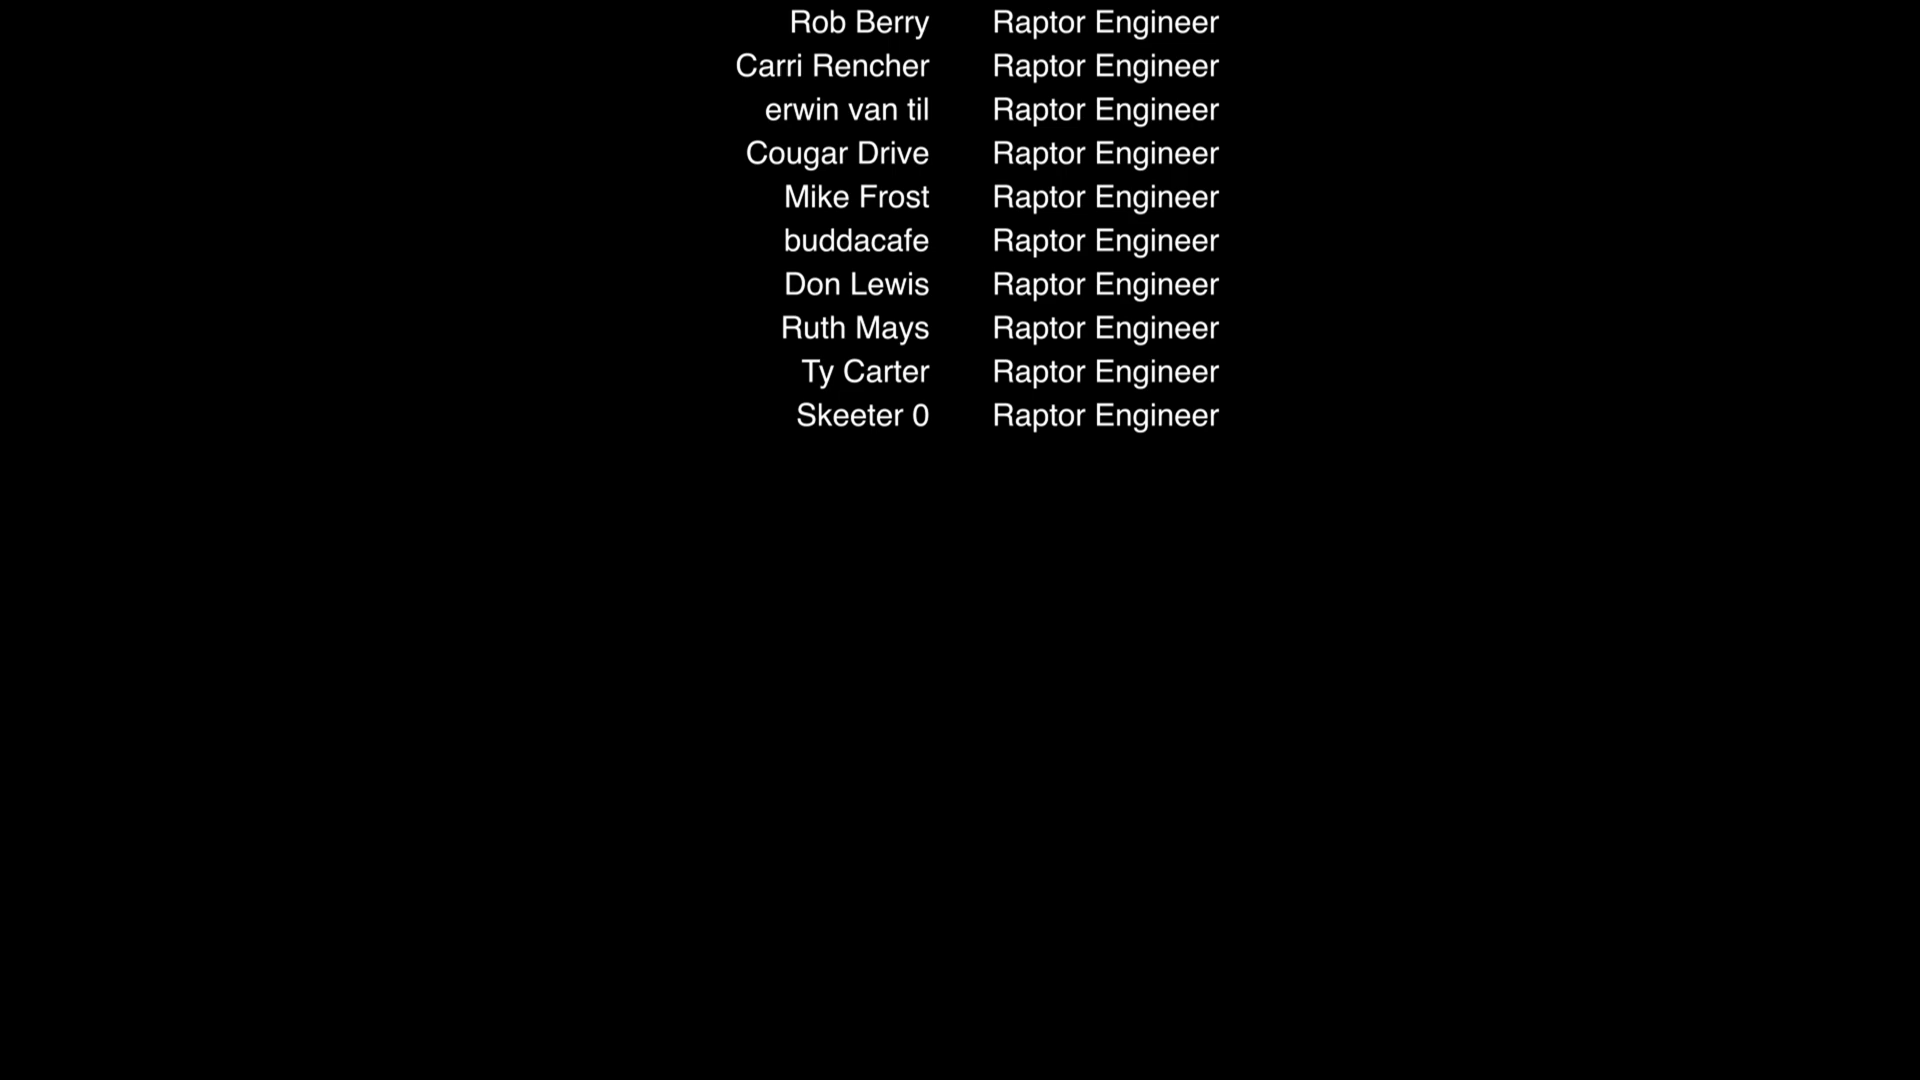 Rob Berry Raptor Engineer
Carri Rencher Raptor Engineer
erwin van til Raptor Engineer
Cougar Drive Raptor Engineer
Mike Frost Raptor Engineer
buddacafe Raptor Engineer
Don Lewis Raptor Engineer
Ruth Mays Raptor Engineer
Ty Carter Raptor Engineer
Skeeter 0 Raptor Engineer